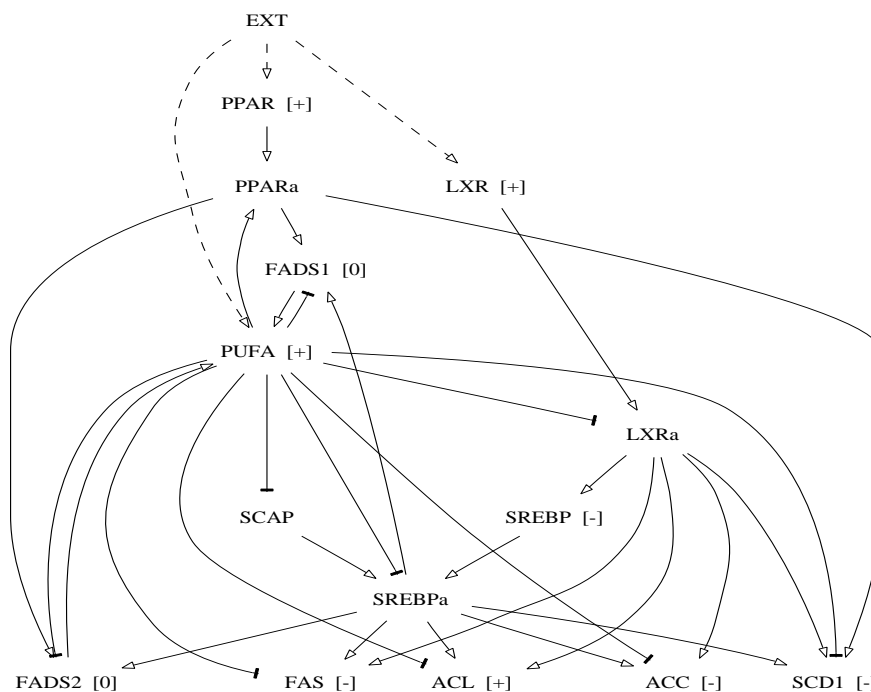 EXT
PPAR [+]
PPARa
LXR [+]
FADS1 [0]
PUFA [+]
LXRa
SCAP
SREBP [-]
SREBPa
FADS2 [0]
FAS [-]
ACL [+]
ACC [-]
SCD1 [-